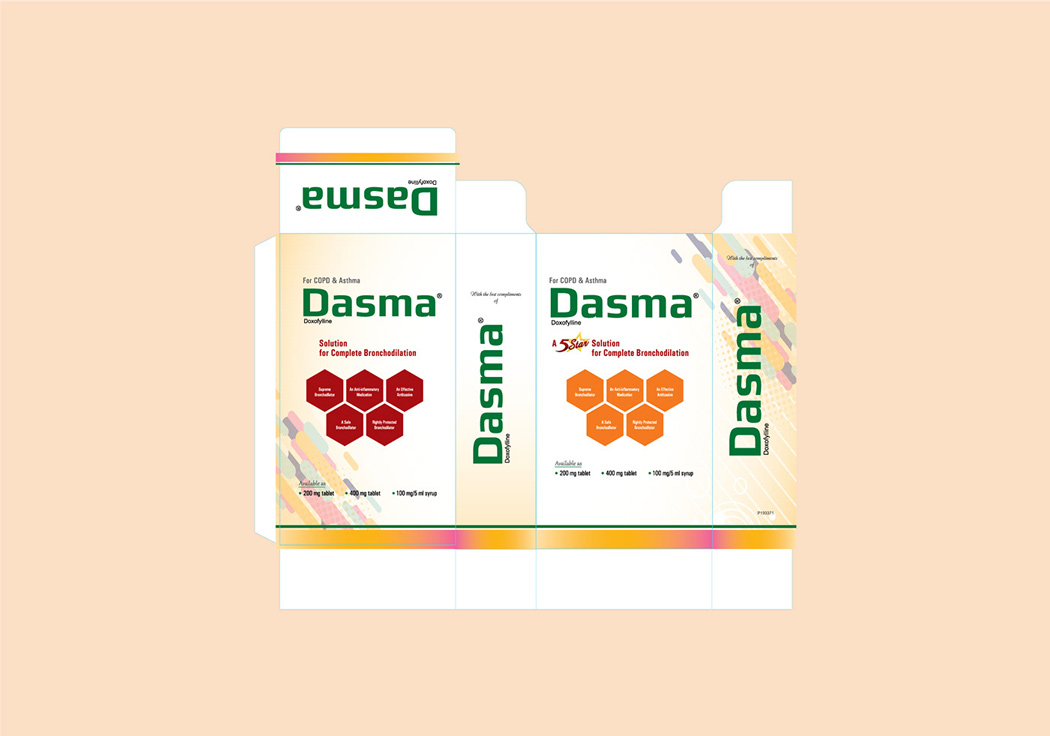 Dasma®
Doxofylline
For COPD & Asthma
Dasma®
Doxofylline
Solution
for Complete Bronchodilation
Supreme
Bronchodilator
An Anti-inflammatory
Medication
An Effective
Antitussive
A Safe
Bronchodilator
Rightly Protected
Bronchodilator
Available as
• 200 mg tablet • 400 mg tablet • 100 mg/5 ml syrup
With the best compliments
of
Dasma®
Doxofylline
For COPD & Asthma
Dasma®
Doxofylline
A 5 Star Solution
for Complete Bronchodilation
Supreme
Bronchodilator
An Anti-inflammatory
Medication
An Effective
Antitussive
A Safe
Bronchodilator
Rightly Protected
Bronchodilator
Available as
• 200 mg tablet • 400 mg tablet • 100 mg/5 ml syrup
With the best compliments
of
Dasma®
Doxofylline